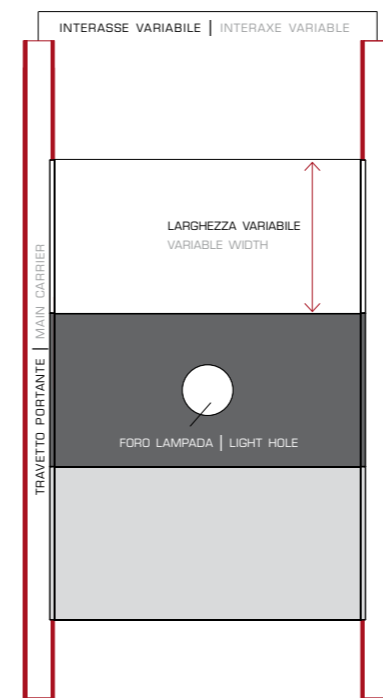 INTERASSE VARIABILE | INTERAXE VARIABLE
LARGHEZZA VARIABILE
VARIABLE WIDTH
TRAVETTO PORTANTE | MAIN CARRIER
FORO LAMPADA | LIGHT HOLE